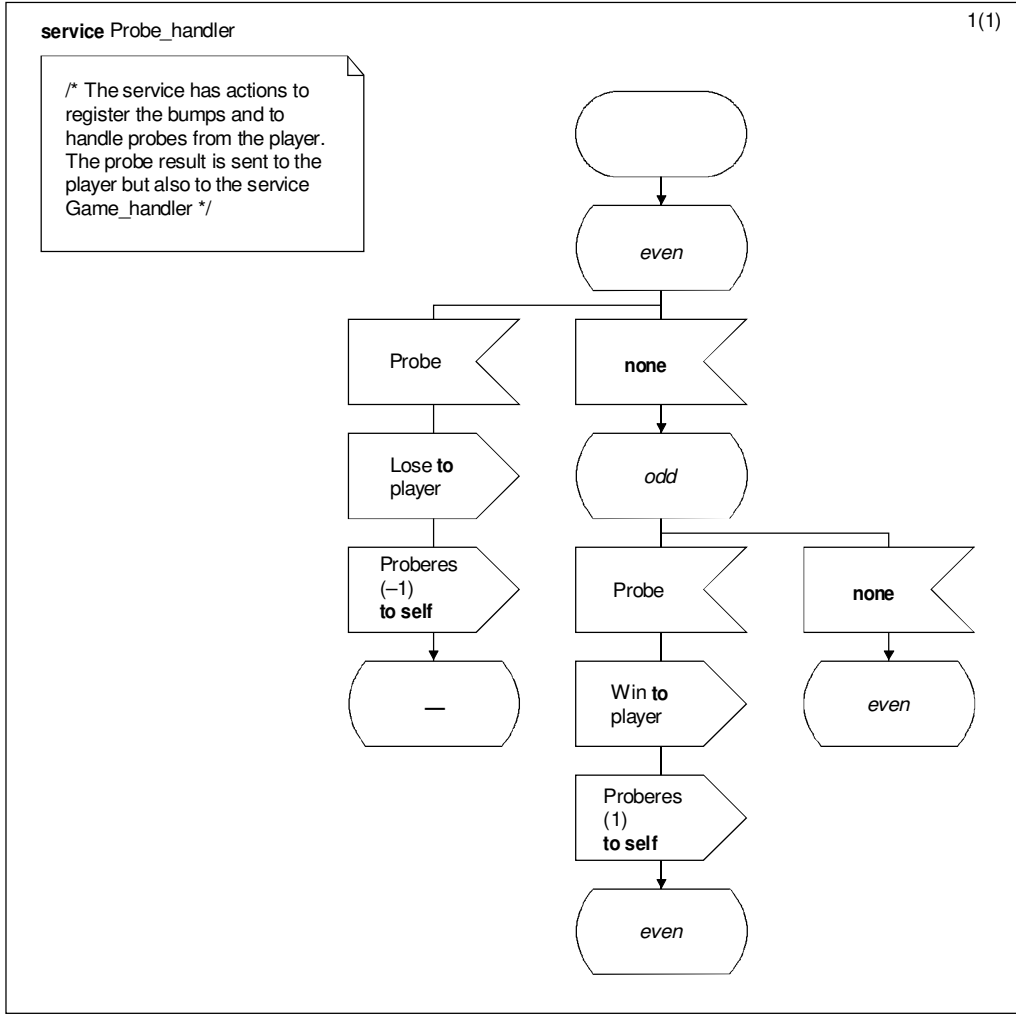 service Probe_handler
1(1)
/* The service has actions to
register the bumps and to
handle probes from the player.
The probe result is sent to the
player but also to the service
Game_handler */
even
Probe
none
Lose to
player
odd
Proberes
(–1)
to self
Probe
none
–
Win to
player
even
Proberes
(1)
to self
even